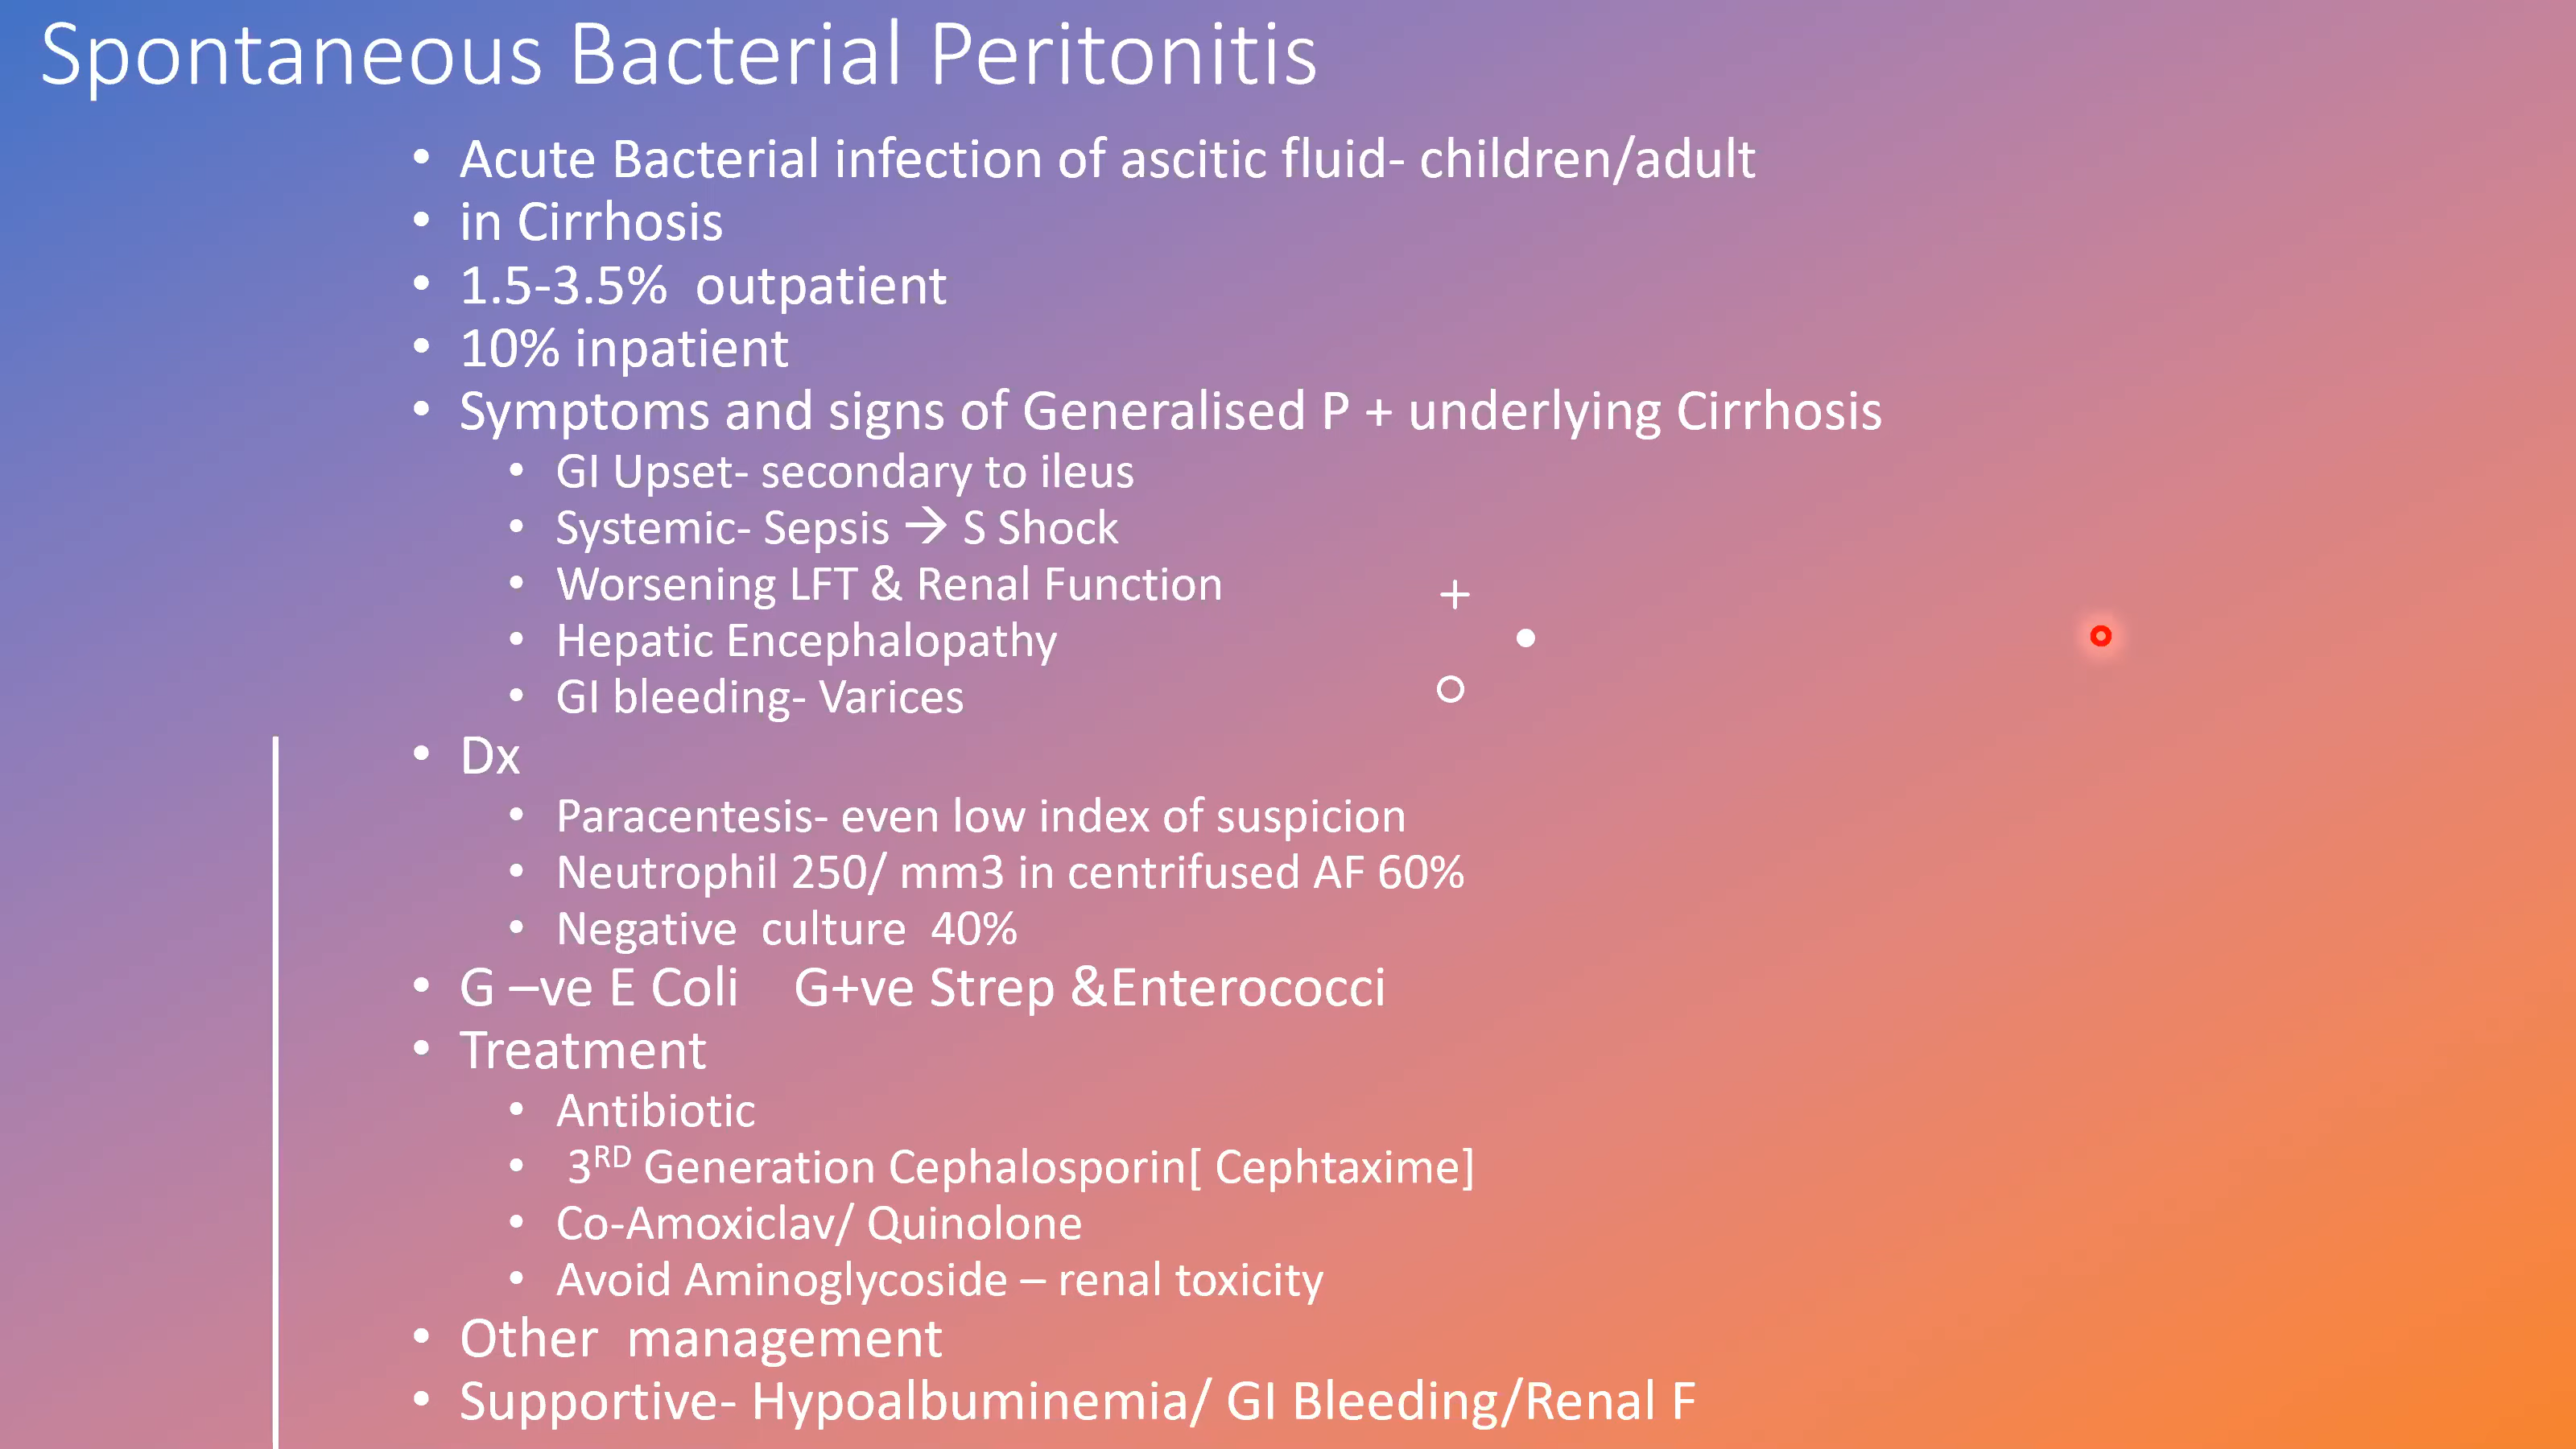 Spontaneous Bacterial Peritonitis
• Acute Bacterial infection of ascitic fluid- children/adult
• in Cirrhosis
• 1.5-3.5% outpatient
• 10% inpatient
• Symptoms and signs of Generalised P + underlying Cirrhosis
• GI Upset- secondary to ileus
• Systemic- Sepsis → S Shock
• Worsening LFT & Renal Function
• Hepatic Encephalopathy
• GI bleeding- Varices
• Dx
• Paracentesis- even low index of suspicion
• Neutrophil 250/ mm3 in centrifused AF 60%
• Negative culture 40%
• G –ve E Coli G+ve Strep &Enterococci
• Treatment
• Antibiotic
• 3RD Generation Cephalosporin[ Cephtaxime]
• Co-Amoxiclav/ Quinolone
• Avoid Aminoglycoside – renal toxicity
• Other management
• Supportive- Hypoalbuminemia/ GI Bleeding/Renal F